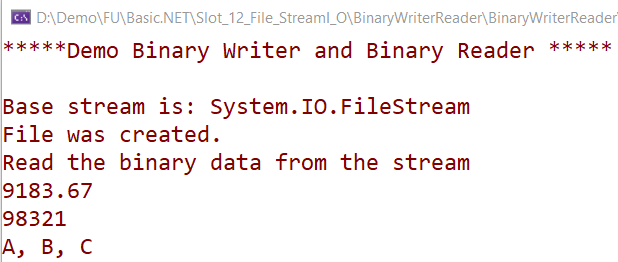 D:\Demo\FU\Basic.NET\Slot_12_File_StreamI_O\BinaryWriterReader\BinaryWriterReader\
*****Demo Binary Writer and Binary Reader *****
Base stream is: System.IO.FileStream
File was created.
Read the binary data from the stream
9183.67
98321
A, B, C